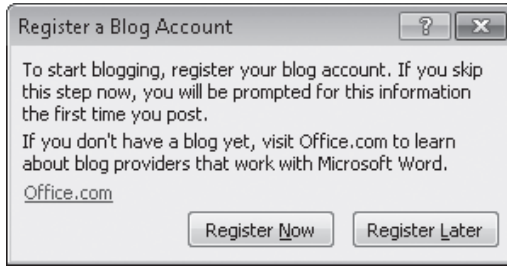 Register a Blog Account
To start blogging, register your blog account. If you skip
this step now, you will be prompted for this information
the first time you post.
If you don't have a blog yet, visit Office.com to learn
about blog providers that work with Microsoft Word.
Office.com
Register Now Register Later